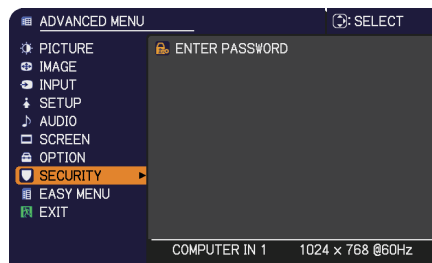 ADVANCED MENU : SELECT
PICTURE ENTER PASSWORD
IMAGE
INPUT
SETUP
AUDIO
SCREEN
OPTION
SECURITY
EASY MENU
EXIT
COMPUTER IN 1 1024 x 768 @60Hz